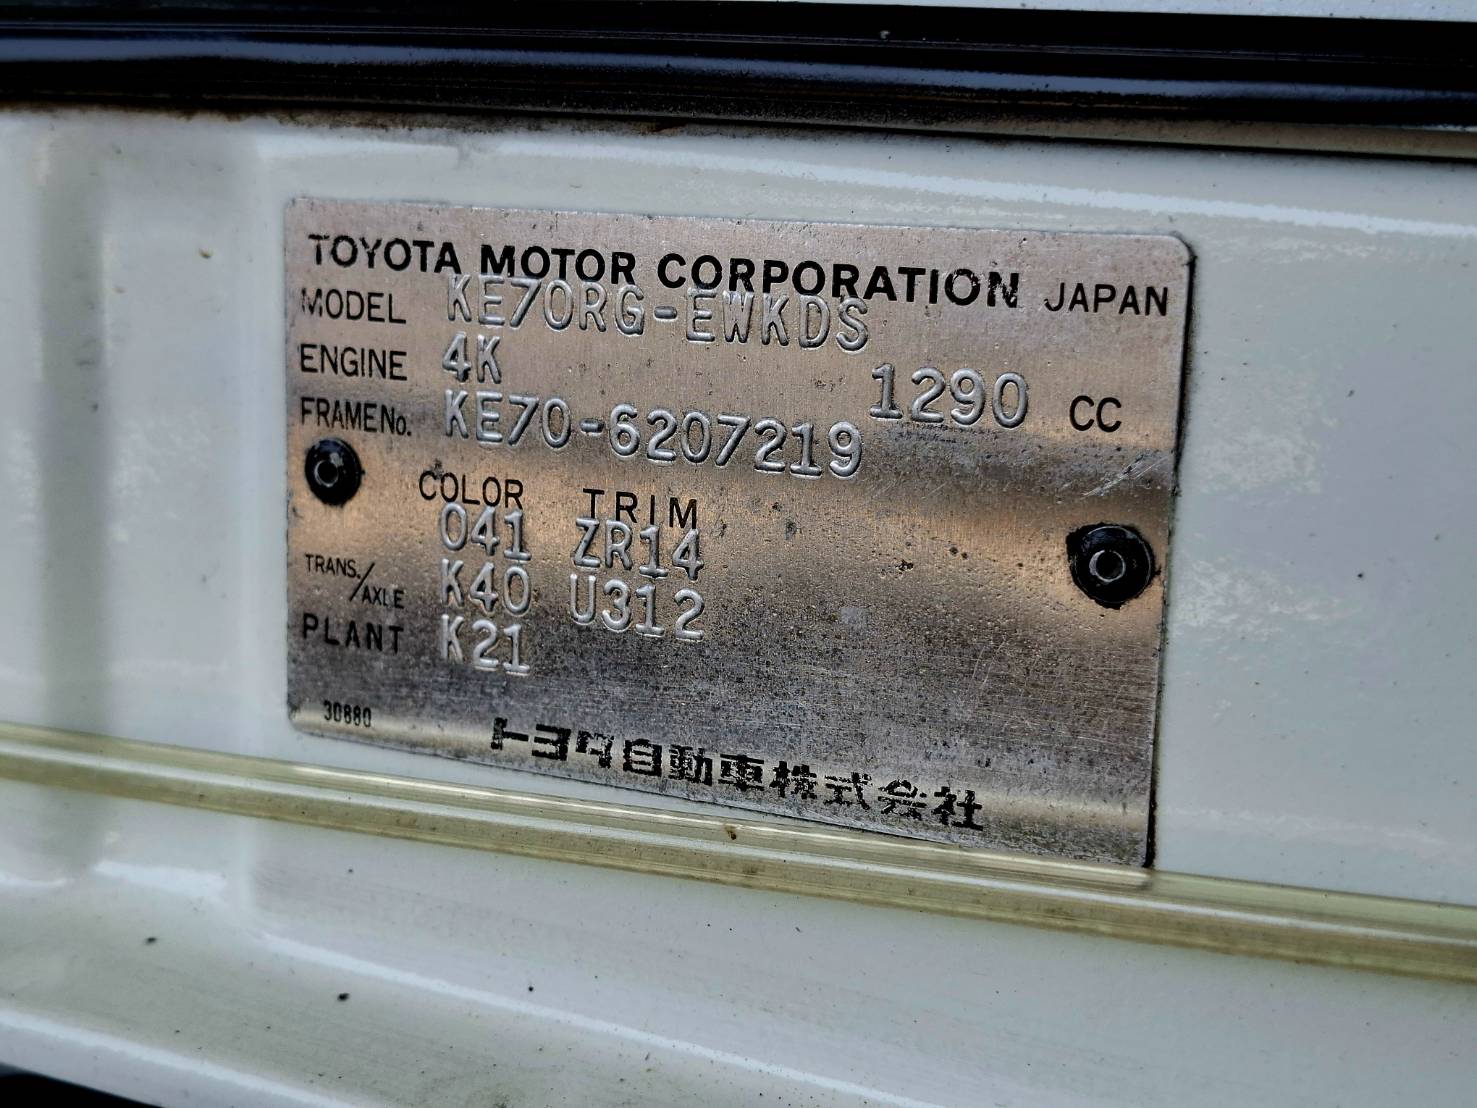 TOYOTA MOTOR CORPORATION JAPAN
MODEL KE70RG-EWKDS
ENGINE 4K 1290 CC
FRAME No. KE70-6207219
COLOR TRIM
041 ZR14
TRANS./AXLE K40 U312
PLANT K21
30880
トヨタ自動車株式会社